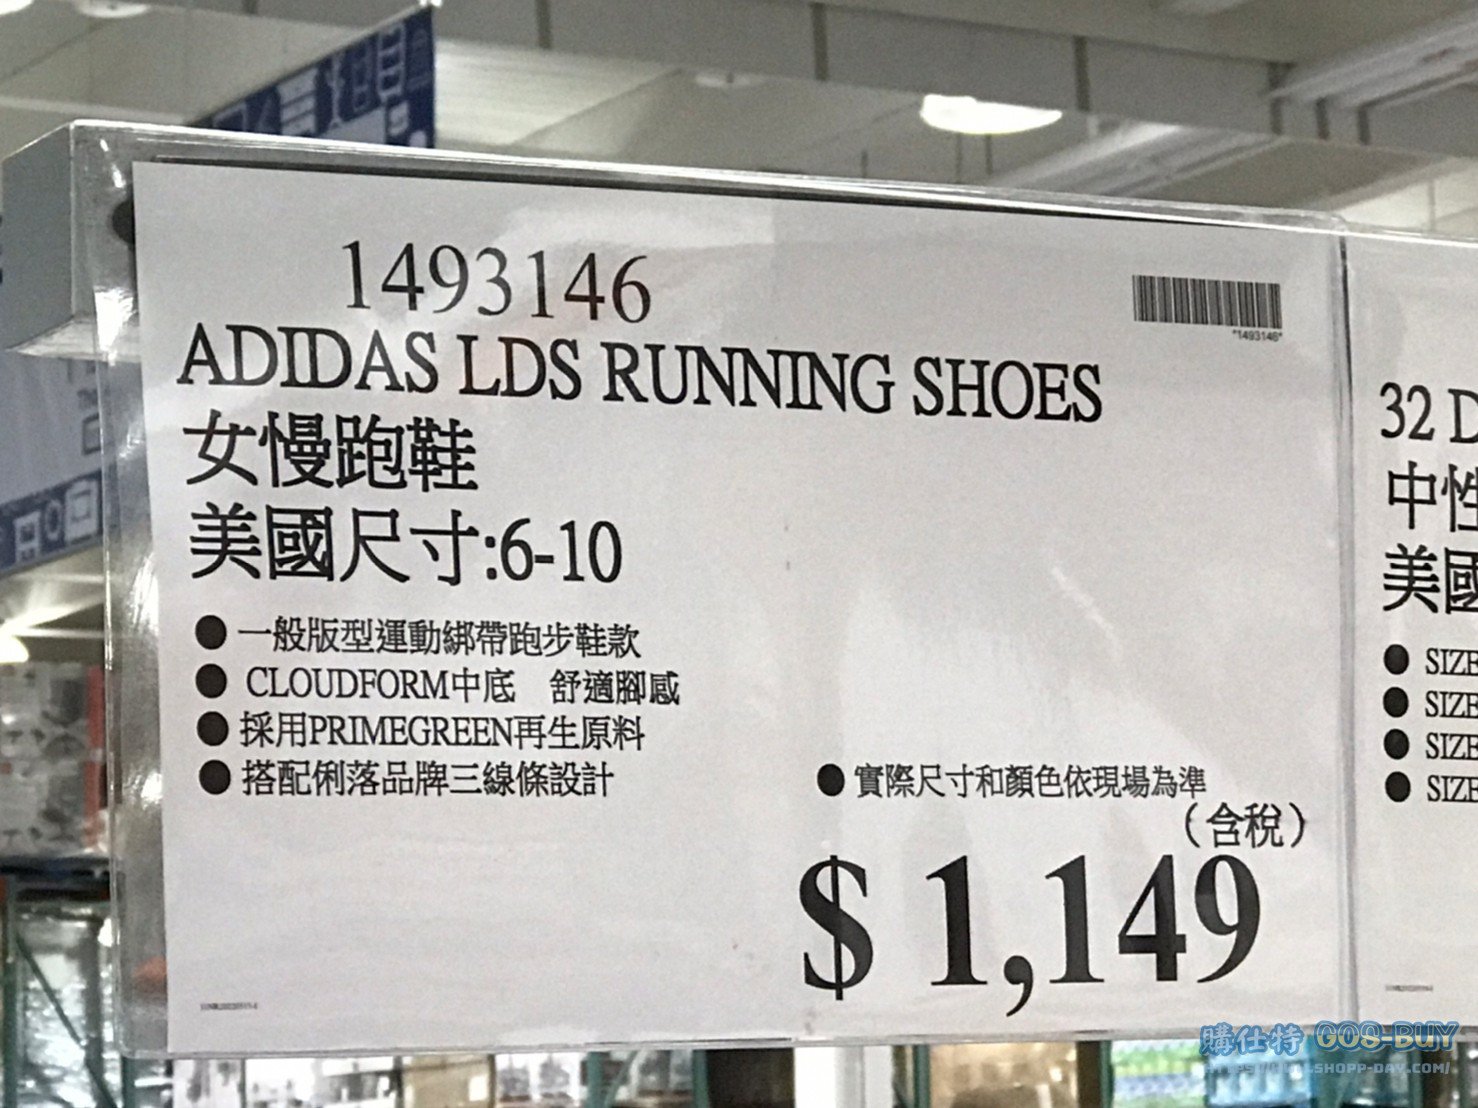 1493146
*1493146*
ADIDAS LDS RUNNING SHOES
女慢跑鞋
美國尺寸:6-10
● 一般版型運動綁帶跑步鞋款
● CLOUDFORM中底 舒適腳感
● 採用PRIMEGREEN再生原料
● 搭配俐落品牌三線條設計
● 實際尺寸和顏色依現場為準
(含稅)
$ 1,149
32 D
中性
美國
● SIZE
● SIZE
● SIZE
● SIZE
購仕特 GOS-BUY